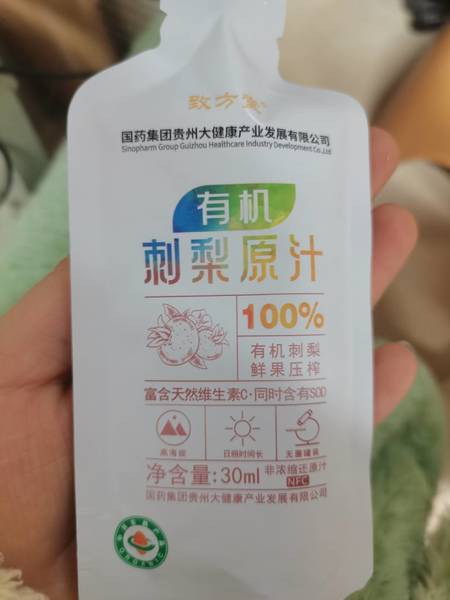 致方堂
国药集团贵州大健康产业发展有限公司
Sinopharm Group Guizhou Healthcare Industry Development Co.,Ltd
有机
刺梨原汁
100%
有机刺梨
鲜果压榨
富含天然维生素C·同时含有SOD
高海拔
日照时间长
无菌罐装
净含量:30ml
非浓缩还原汁
NFC
国药集团贵州大健康产业发展有限公司
ORGANIC